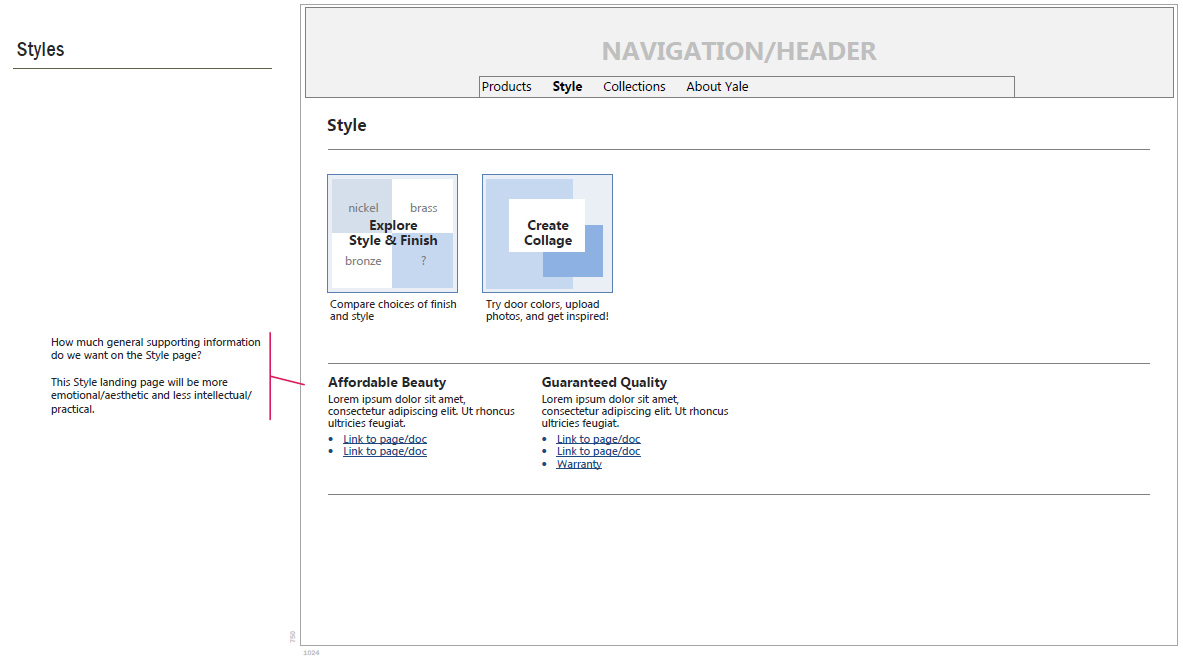 Styles
NAVIGATION/HEADER
Products Style Collections About Yale
Style
nickel brass
Explore
Style & Finish
bronze ?
Compare choices of finish
and style
Create
Collage
Try door colors, upload
photos, and get inspired!
How much general supporting information
do we want on the Style page?
This Style landing page will be more
emotional/aesthetic and less intellectual/
practical.
Affordable Beauty
Lorem ipsum dolor sit amet,
consectetur adipiscing elit. Ut rhoncus
ultricies feugiat.
• Link to page/doc
• Link to page/doc
Guaranteed Quality
Lorem ipsum dolor sit amet,
consectetur adipiscing elit. Ut rhoncus
ultricies feugiat.
• Link to page/doc
• Link to page/doc
• Warranty
750
1024